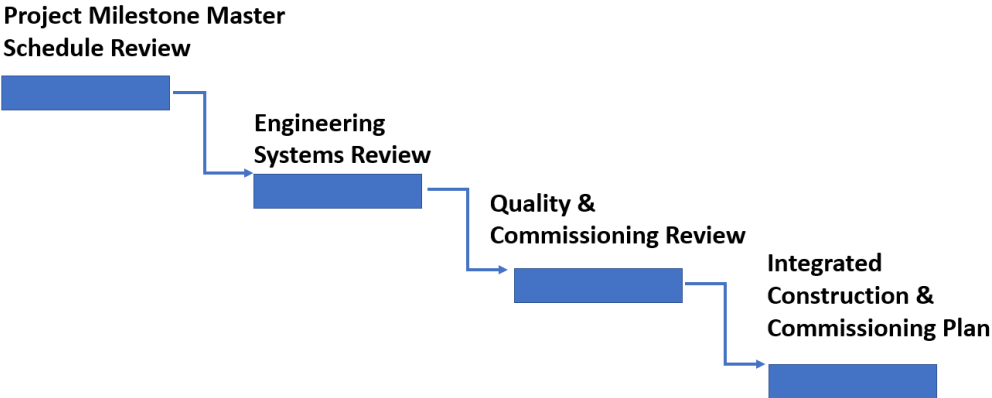 Project Milestone Master
Schedule Review
Engineering
Systems Review
Quality &
Commissioning Review
Integrated
Construction &
Commissioning Plan